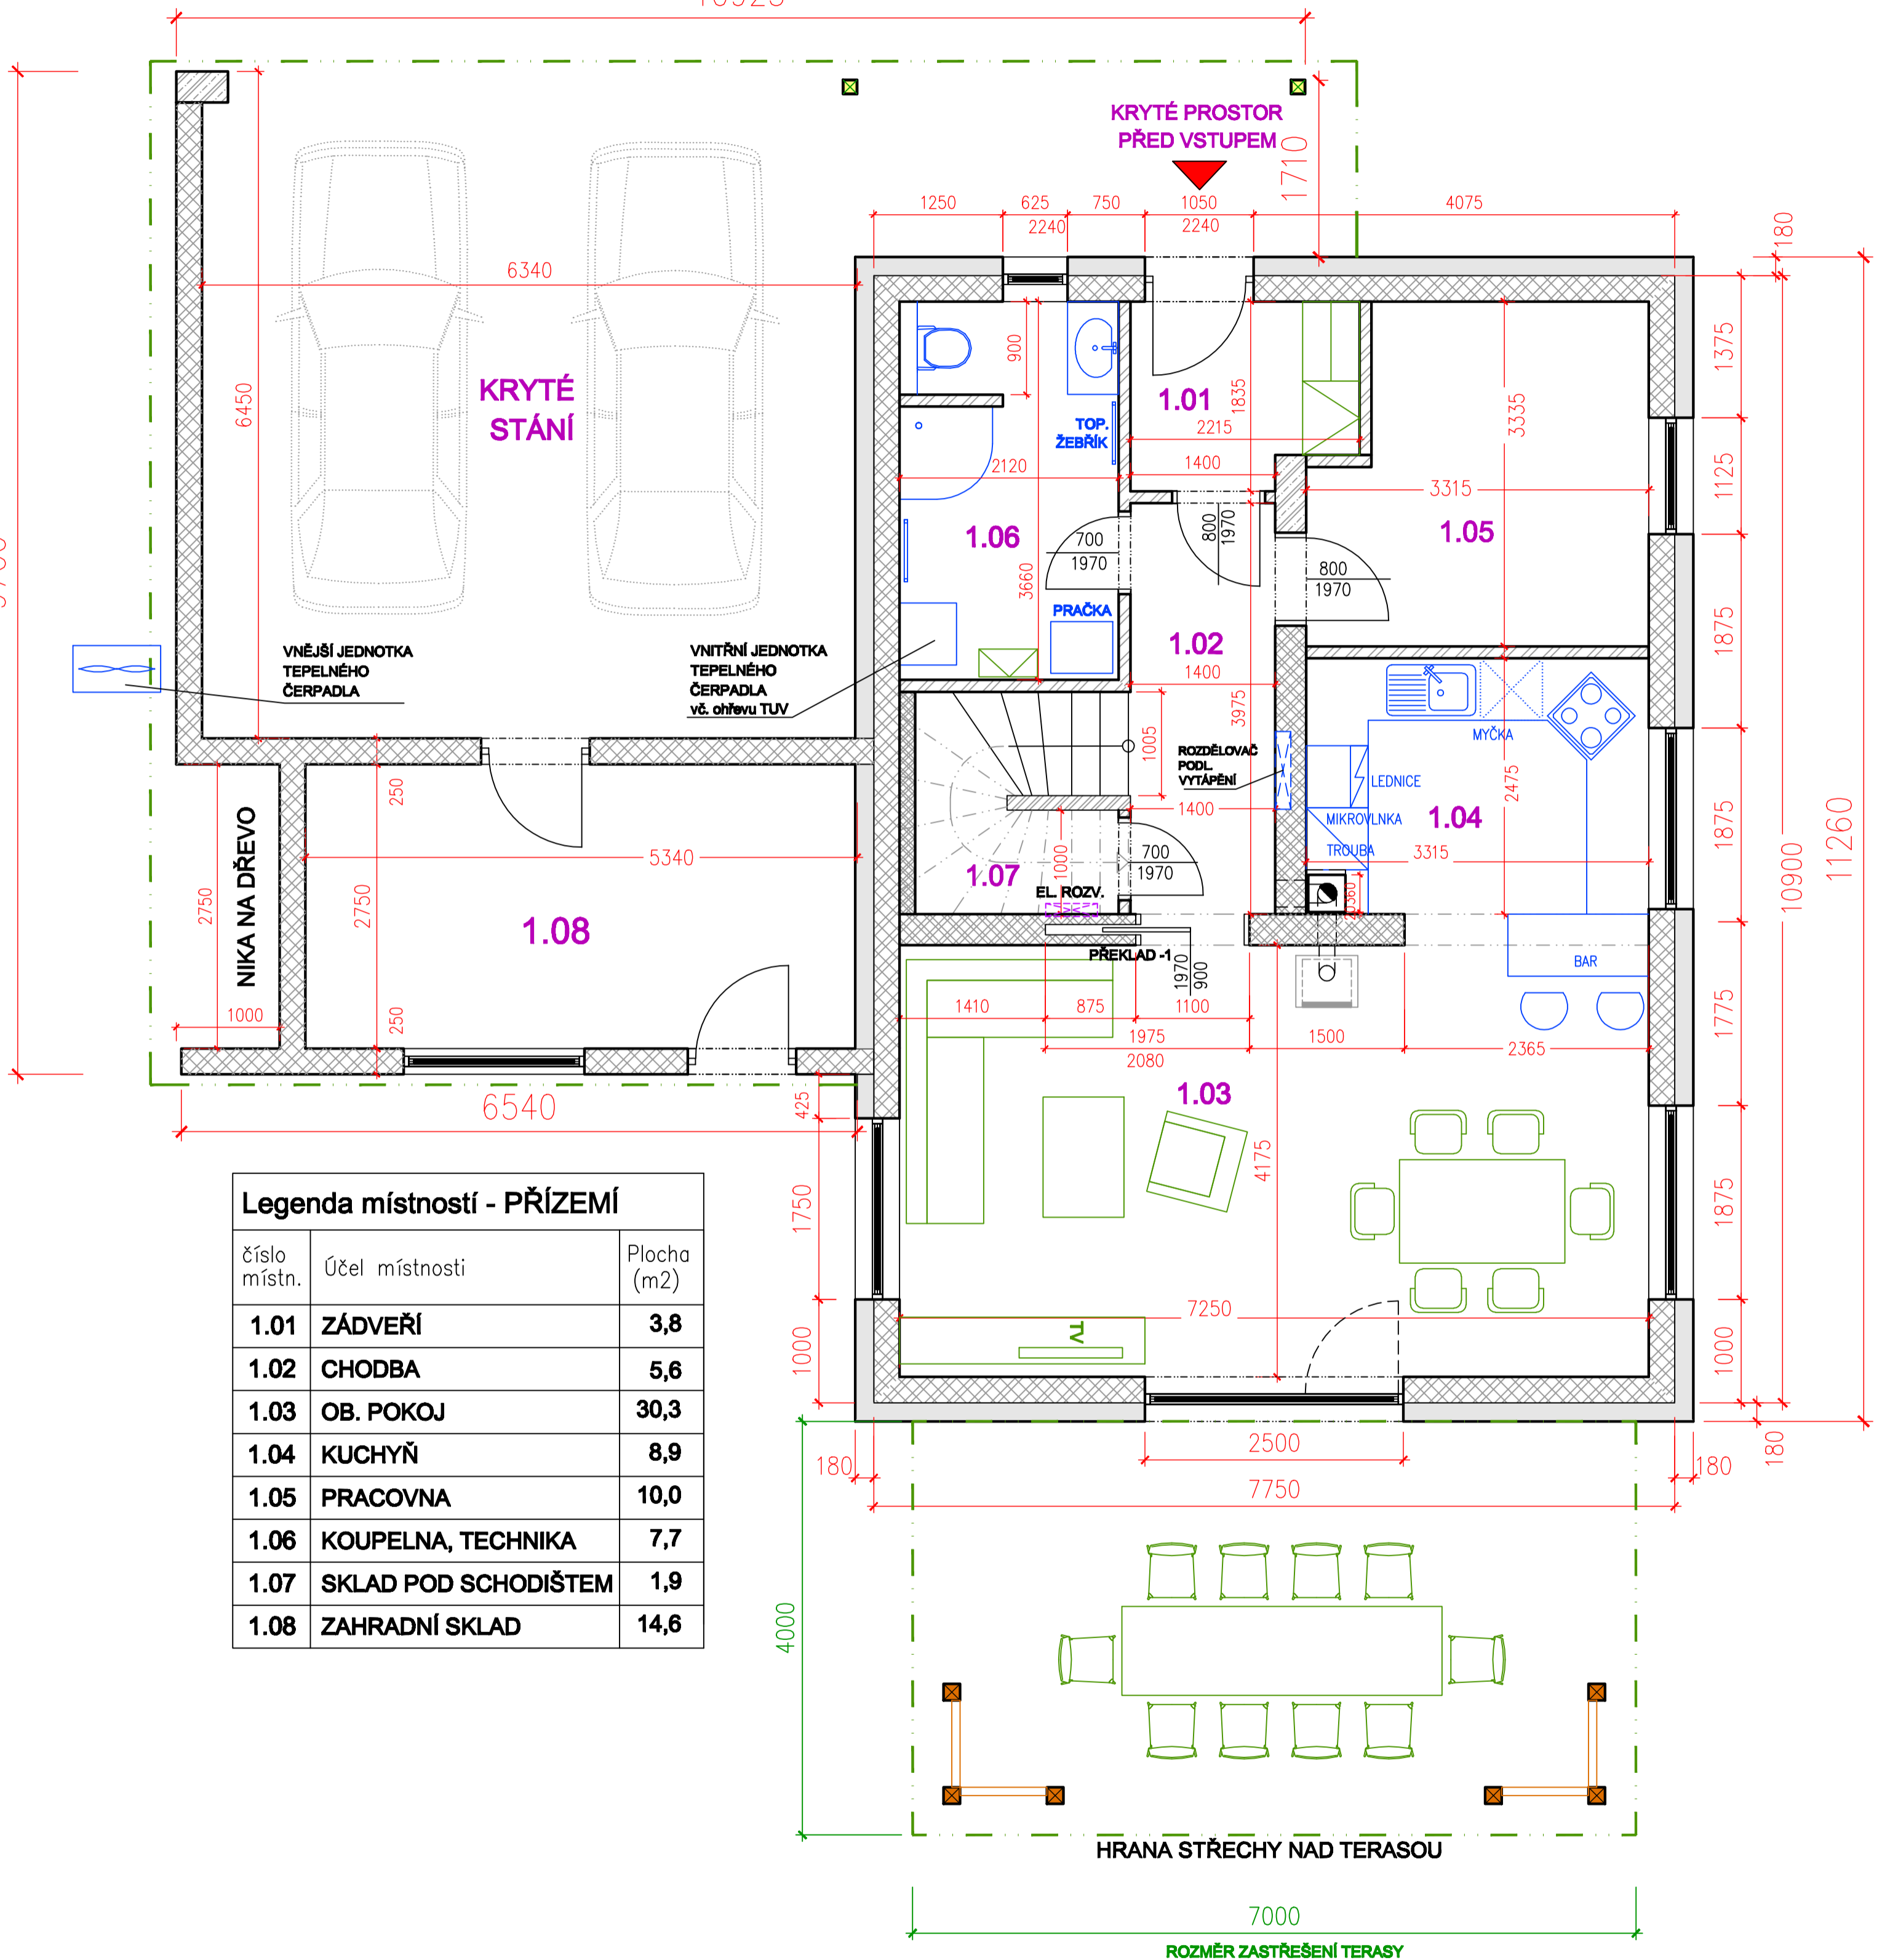 KRYTÉ PROSTOR
PŘED VSTUPEM
1710
1250
625
2240
750
1050
2240
4075
180
6340
6450
KRYTÉ
STÁNÍ
900
TOP.
ŽEBŘÍK
1.01
1835
2215
3335
1375
2120
1400
3315
1125
1.06
700
1970
800
1970
1.05
800
1970
3660
PRAČKA
1.02
1400
1875
VNĚJŠÍ JEDNOTKA
TEPELNÉHO
ČERPADLA
VNITŘNÍ JEDNOTKA
TEPELNÉHO
ČERPADLA
vč. ohřevu TUV
3975
1005
ROZDĚLOVAČ
PODL.
VYTÁPĚNÍ
MYČKA
LEDNICE
2475
MIKROVLNKA
TROUBA
1.04
3315
1875
10900
11260
250
NIKA NA DŘEVO
2750
2750
5340
1.08
1000
250
1400
1000
700
1970
1.07
EL. ROZV.
PŘEKLAD -1
1970
900
BAR
1775
1410
875
1100
1975
2080
1500
2365
6540
425
1.03
4175
1750
1875
7250
TV
1000
1000
180
2500
7750
180
180
Legenda místností - PŘÍZEMÍ
číslo místn. Účel místnosti Plocha (m2)
1.01 ZÁDVEŘÍ 3,8
1.02 CHODBA 5,6
1.03 OB. POKOJ 30,3
1.04 KUCHYŇ 8,9
1.05 PRACOVNA 10,0
1.06 KOUPELNA, TECHNIKA 7,7
1.07 SKLAD POD SCHODIŠTEM 1,9
1.08 ZAHRADNÍ SKLAD 14,6
4000
HRANA STŘECHY NAD TERASOU
7000
ROZMĚR ZASTŘEŠENÍ TERASY